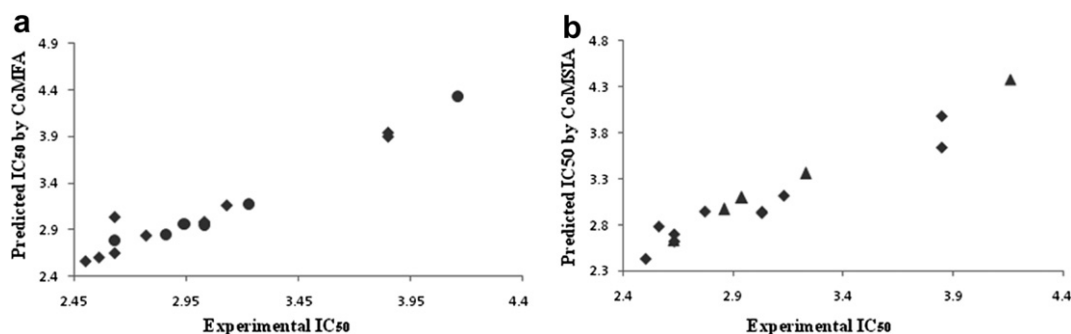 a
4.9
4.4
3.9
3.4
2.9
2.4
2.45 2.95 3.45 3.95 4.4
Predicted IC50 by CoMFA
Experimental IC50
b
4.8
4.3
3.8
3.3
2.8
2.3
2.4 2.9 3.4 3.9 4.4
Predicted IC50 by CoMSIA
Experimental IC50